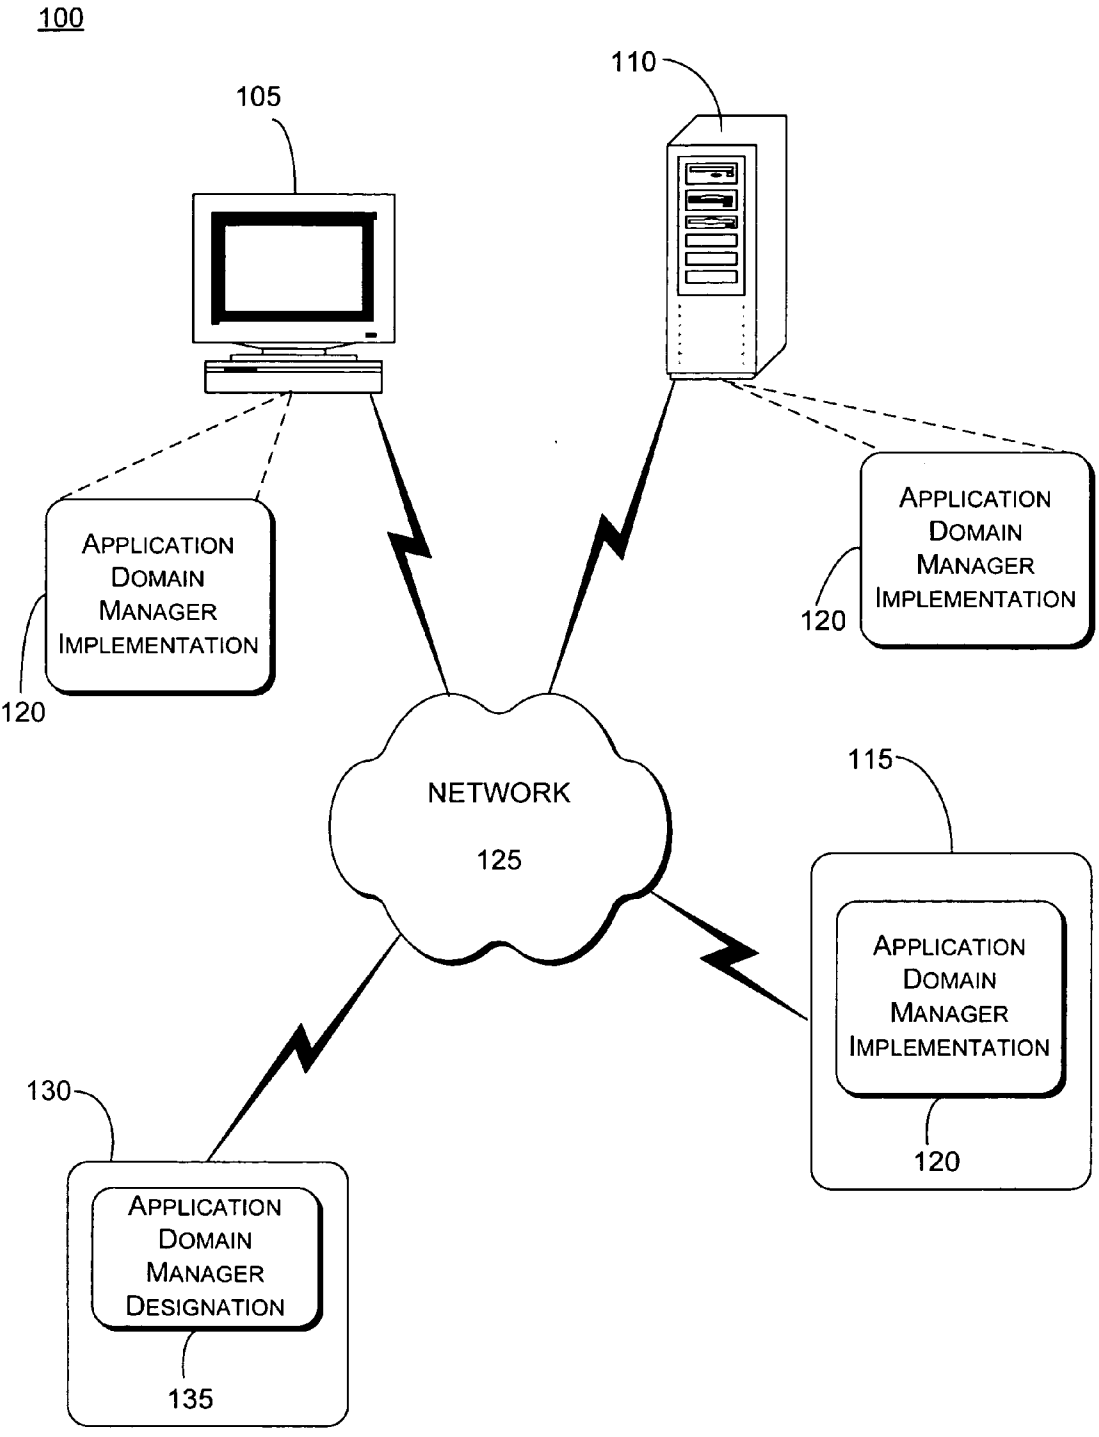 100
110
105
APPLICATION
DOMAIN
MANAGER
IMPLEMENTATION
120
APPLICATION
DOMAIN
MANAGER
IMPLEMENTATION
120
NETWORK
125
115
APPLICATION
DOMAIN
MANAGER
IMPLEMENTATION
120
130
APPLICATION
DOMAIN
MANAGER
DESIGNATION
135